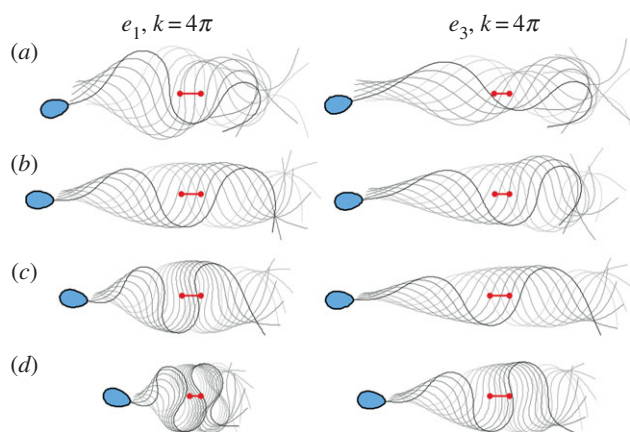 e₁, k = 4π
e₃, k = 4π
(a)
(b)
(c)
(d)